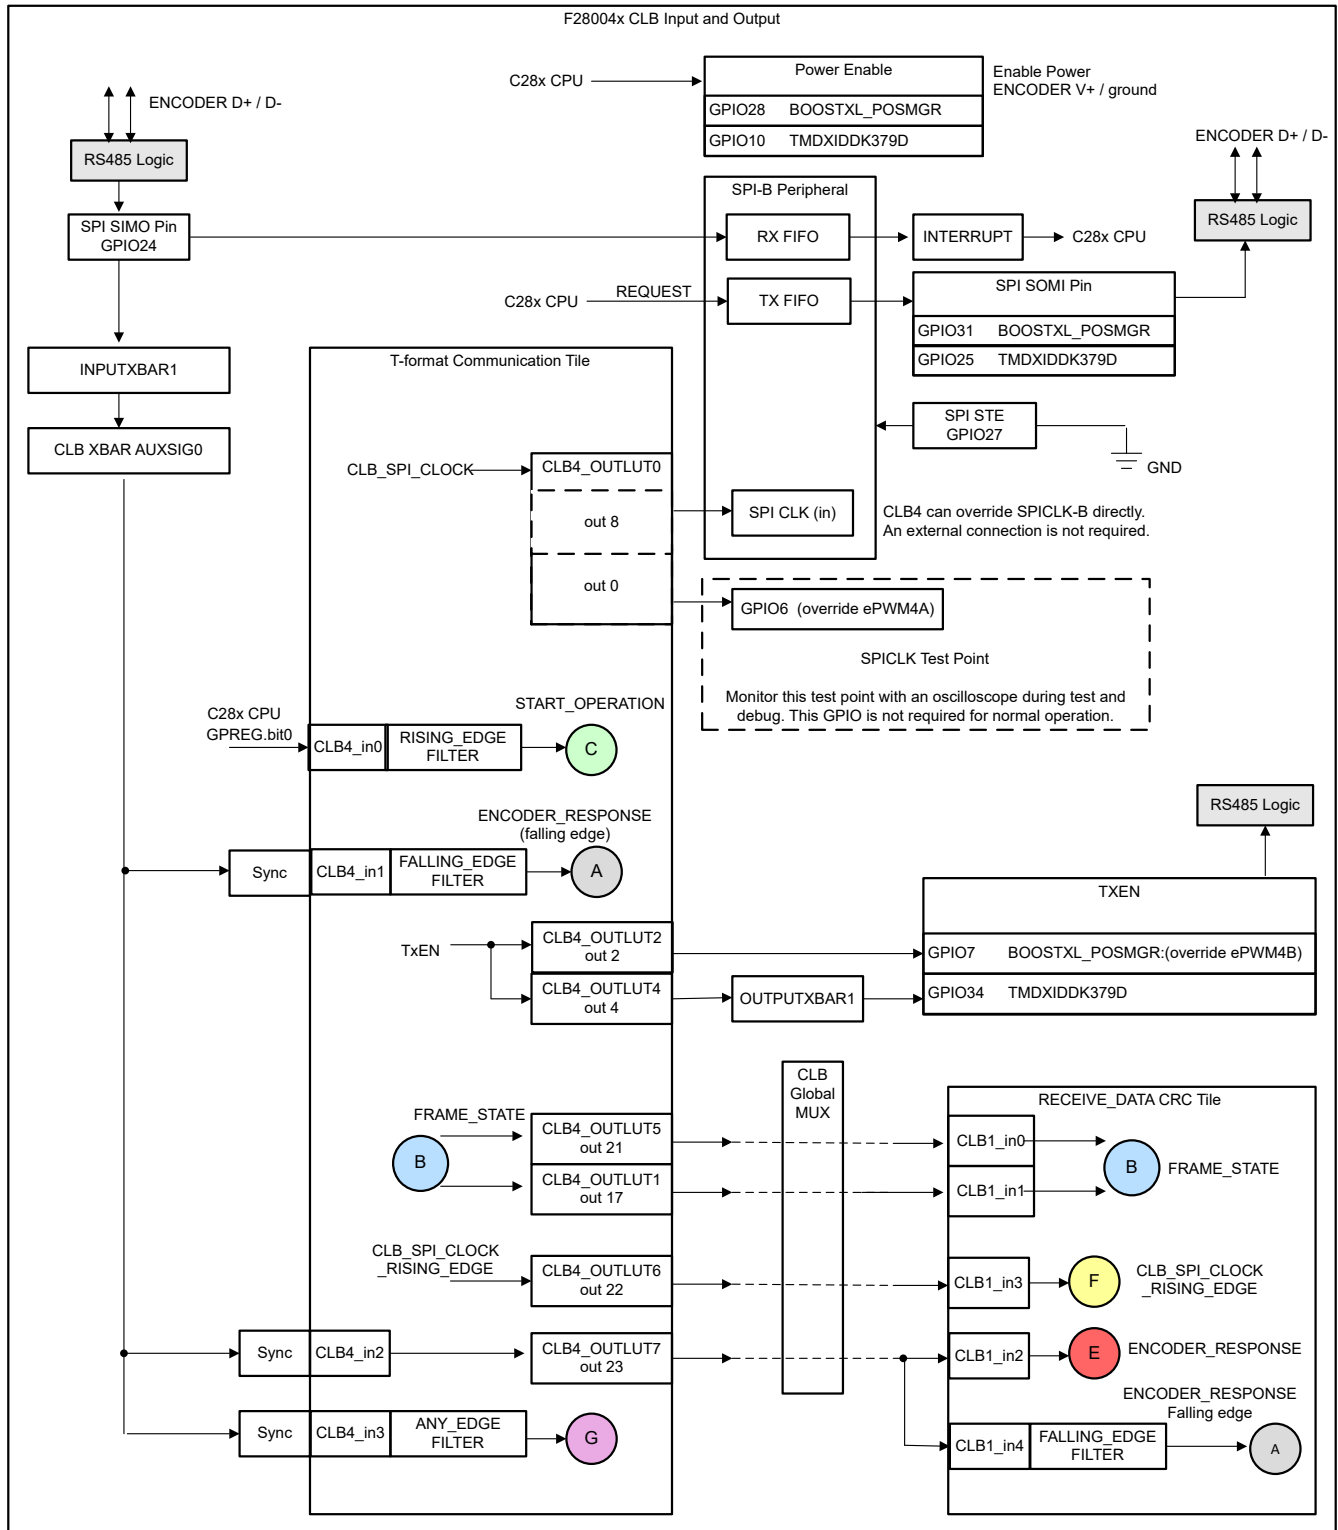 F28004x CLB Input and Output
C28x CPU
Power Enable
GPIO28 BOOSTXL_POSMGR
GPIO10 TMDXIDDK379D
Enable Power
ENCODER V+ / ground
ENCODER D+ / D-
RS485 Logic
SPI SIMO Pin
GPIO24
INPUTXBAR1
CLB XBAR AUXSIG0
SPI-B Peripheral
RX FIFO
INTERRUPT
C28x CPU
C28x CPU
REQUEST
TX FIFO
SPI SOMI Pin
GPIO31 BOOSTXL_POSMGR
GPIO25 TMDXIDDK379D
ENCODER D+ / D-
RS485 Logic
SPI STE
GPIO27
GND
T-format Communication Tile
CLB_SPI_CLOCK
CLB4_OUTLUT0
out 8
out 0
SPI CLK (in)
CLB4 can override SPICLK-B directly.
An external connection is not required.
GPIO6 (override ePWM4A)
SPICLK Test Point
Monitor this test point with an oscilloscope during test and
debug. This GPIO is not required for normal operation.
C28x CPU
GPREG.bit0
CLB4_in0
RISING_EDGE
FILTER
START_OPERATION
C
Sync
CLB4_in1
FALLING_EDGE
FILTER
ENCODER_RESPONSE
(falling edge)
A
RS485 Logic
TxEN
CLB4_OUTLUT2
out 2
CLB4_OUTLUT4
out 4
OUTPUTXBAR1
TXEN
GPIO7 BOOSTXL_POSMGR:(override ePWM4B)
GPIO34 TMDXIDDK379D
CLB
Global
MUX
RECEIVE_DATA CRC Tile
FRAME_STATE
B
CLB4_OUTLUT5
out 21
CLB4_OUTLUT1
out 17
CLB1_in0
CLB1_in1
B
FRAME_STATE
CLB_SPI_CLOCK
_RISING_EDGE
CLB4_OUTLUT6
out 22
CLB1_in3
F
CLB_SPI_CLOCK
_RISING_EDGE
Sync
CLB4_in2
CLB4_OUTLUT7
out 23
CLB1_in2
E
ENCODER_RESPONSE
Sync
CLB4_in3
ANY_EDGE
FILTER
G
CLB1_in4
FALLING_EDGE
FILTER
ENCODER_RESPONSE
Falling edge
A